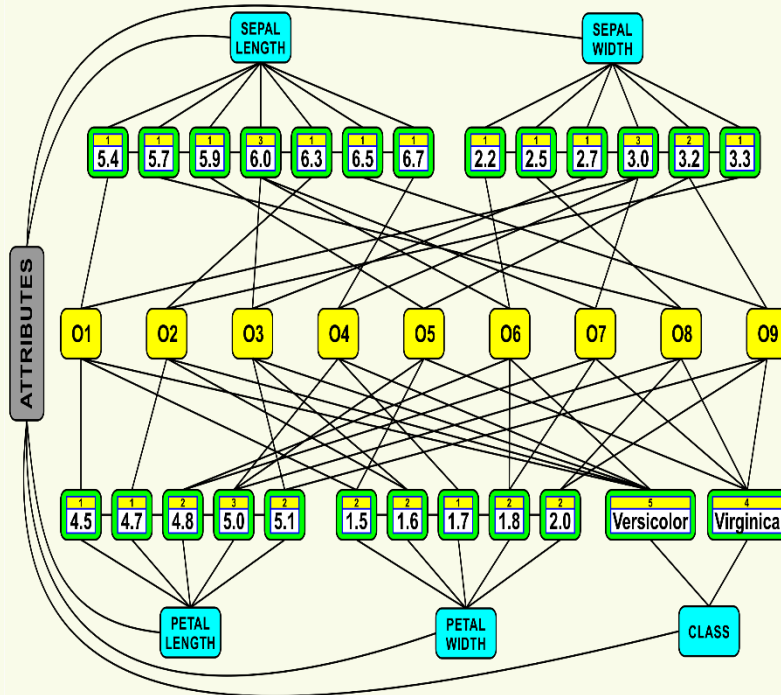 SEPAL
LENGTH
SEPAL
WIDTH
1 1 1 3 1 1 1
5.4 5.7 5.9 6.0 6.3 6.5 6.7
1 1 1 3 2 1
2.2 2.5 2.7 3.0 3.2 3.3
ATTRIBUTES
O1 O2 O3 O4 O5 O6 O7 O8 O9
1 1 2 3 2
4.5 4.7 4.8 5.0 5.1
2 2 1 2 2
1.5 1.6 1.7 1.8 2.0
5 4
Versicolor Virginica
PETAL
LENGTH
PETAL
WIDTH
CLASS